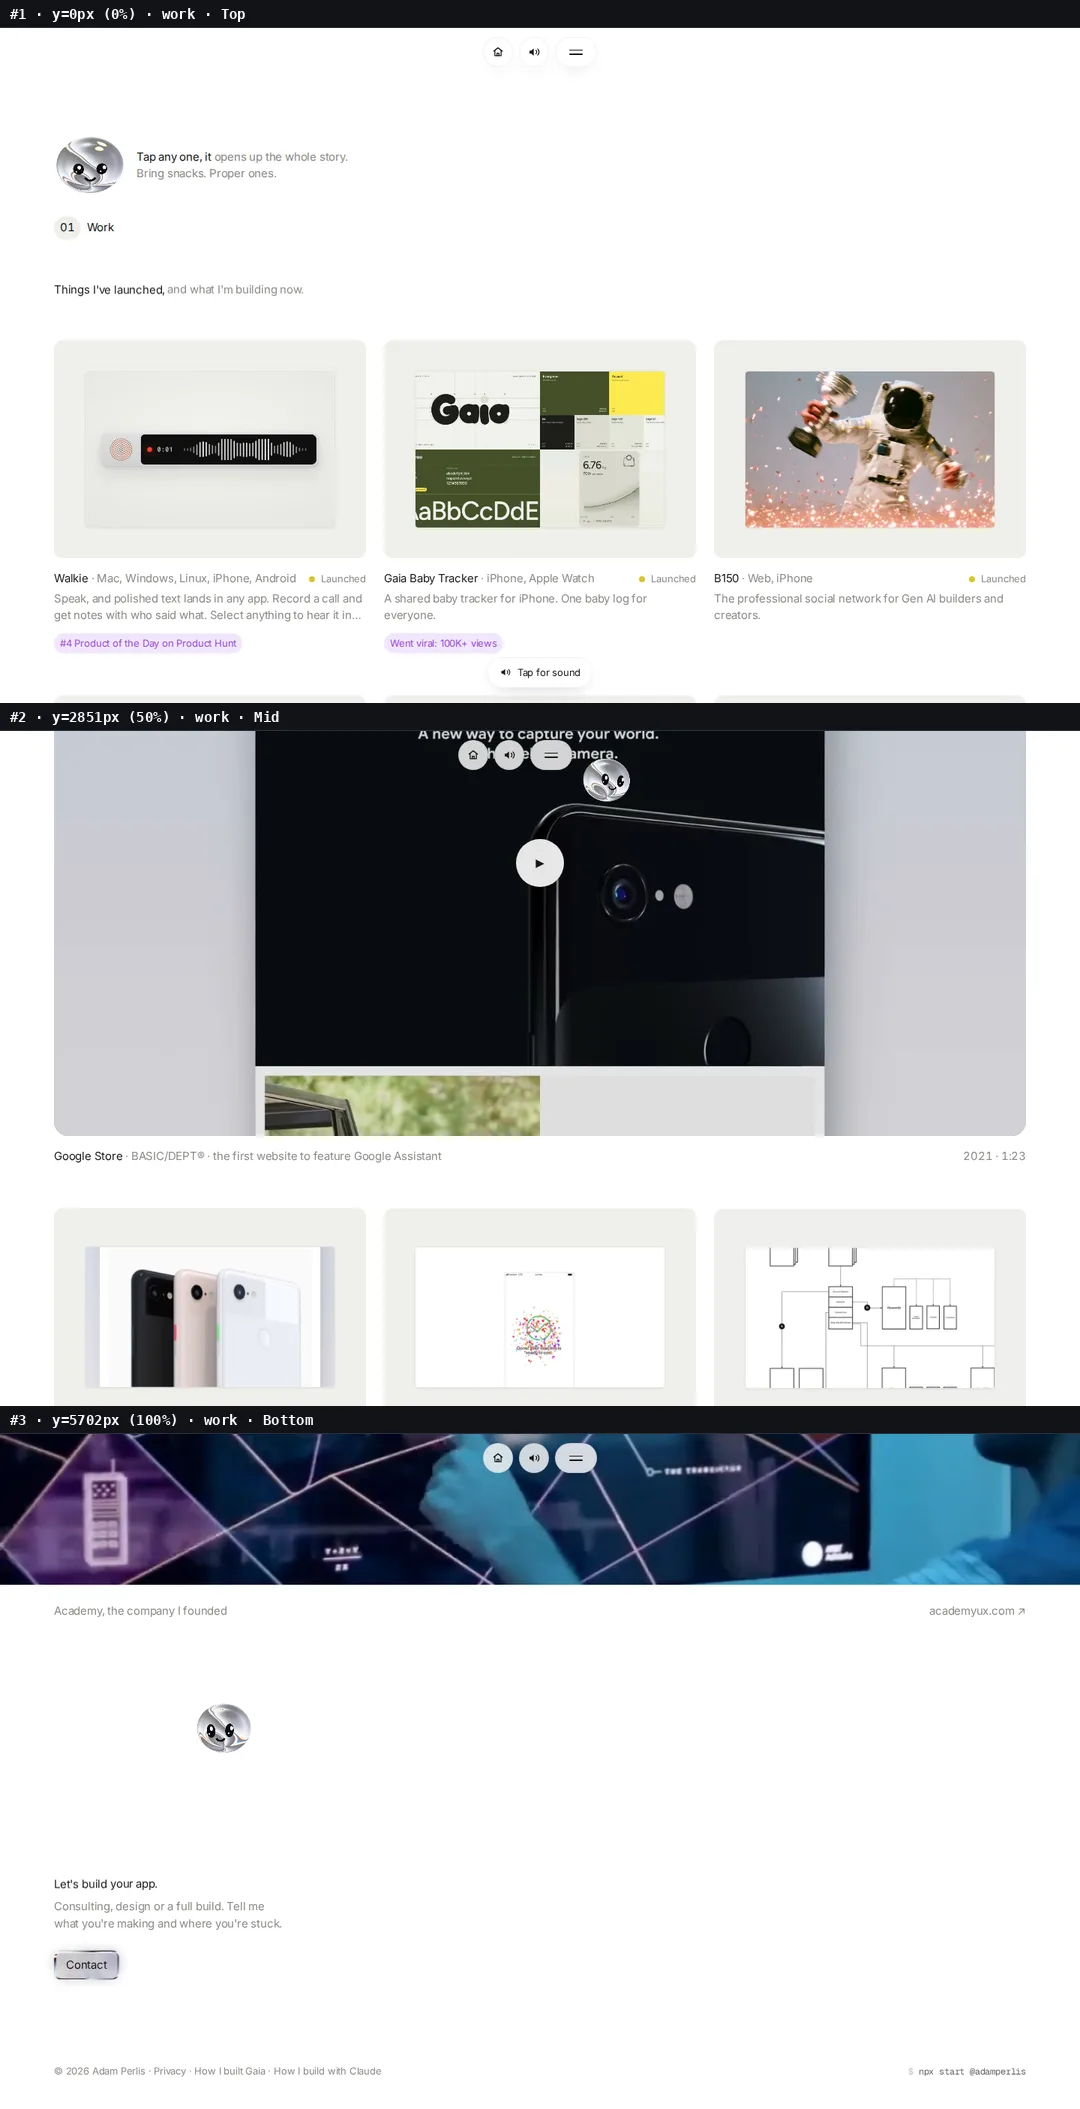 #1 · y=0px (0%) · work · Top
Tap any one, it opens up the whole story.
Bring snacks. Proper ones.
01 Work
Things I've launched, and what I'm building now.
0:01
Gaia
6.76
aBbCcDdE
Walkie · Mac, Windows, Linux, iPhone, Android
Launched
Speak, and polished text lands in any app. Record a call and
get notes with who said what. Select anything to hear it in...
#4 Product of the Day on Product Hunt
Gaia Baby Tracker · iPhone, Apple Watch
Launched
A shared baby tracker for iPhone. One baby log for
everyone.
Went viral: 100K+ views
B150 · Web, iPhone
Launched
The professional social network for Gen AI builders and
creators.
Tap for sound
#2 · y=2851px (50%) · work · Mid
A new way to capture your world.
amera.
Google Store · BASIC/DEPT® · the first website to feature Google Assistant
2021 · 1:23
#3 · y=5702px (100%) · work · Bottom
Academy, the company I founded
academyux.com ↗
Let's build your app.
Consulting, design or a full build. Tell me
what you're making and where you're stuck.
Contact
© 2026 Adam Perlis · Privacy · How I built Gaia · How I build with Claude
$ npx start @adamperlis